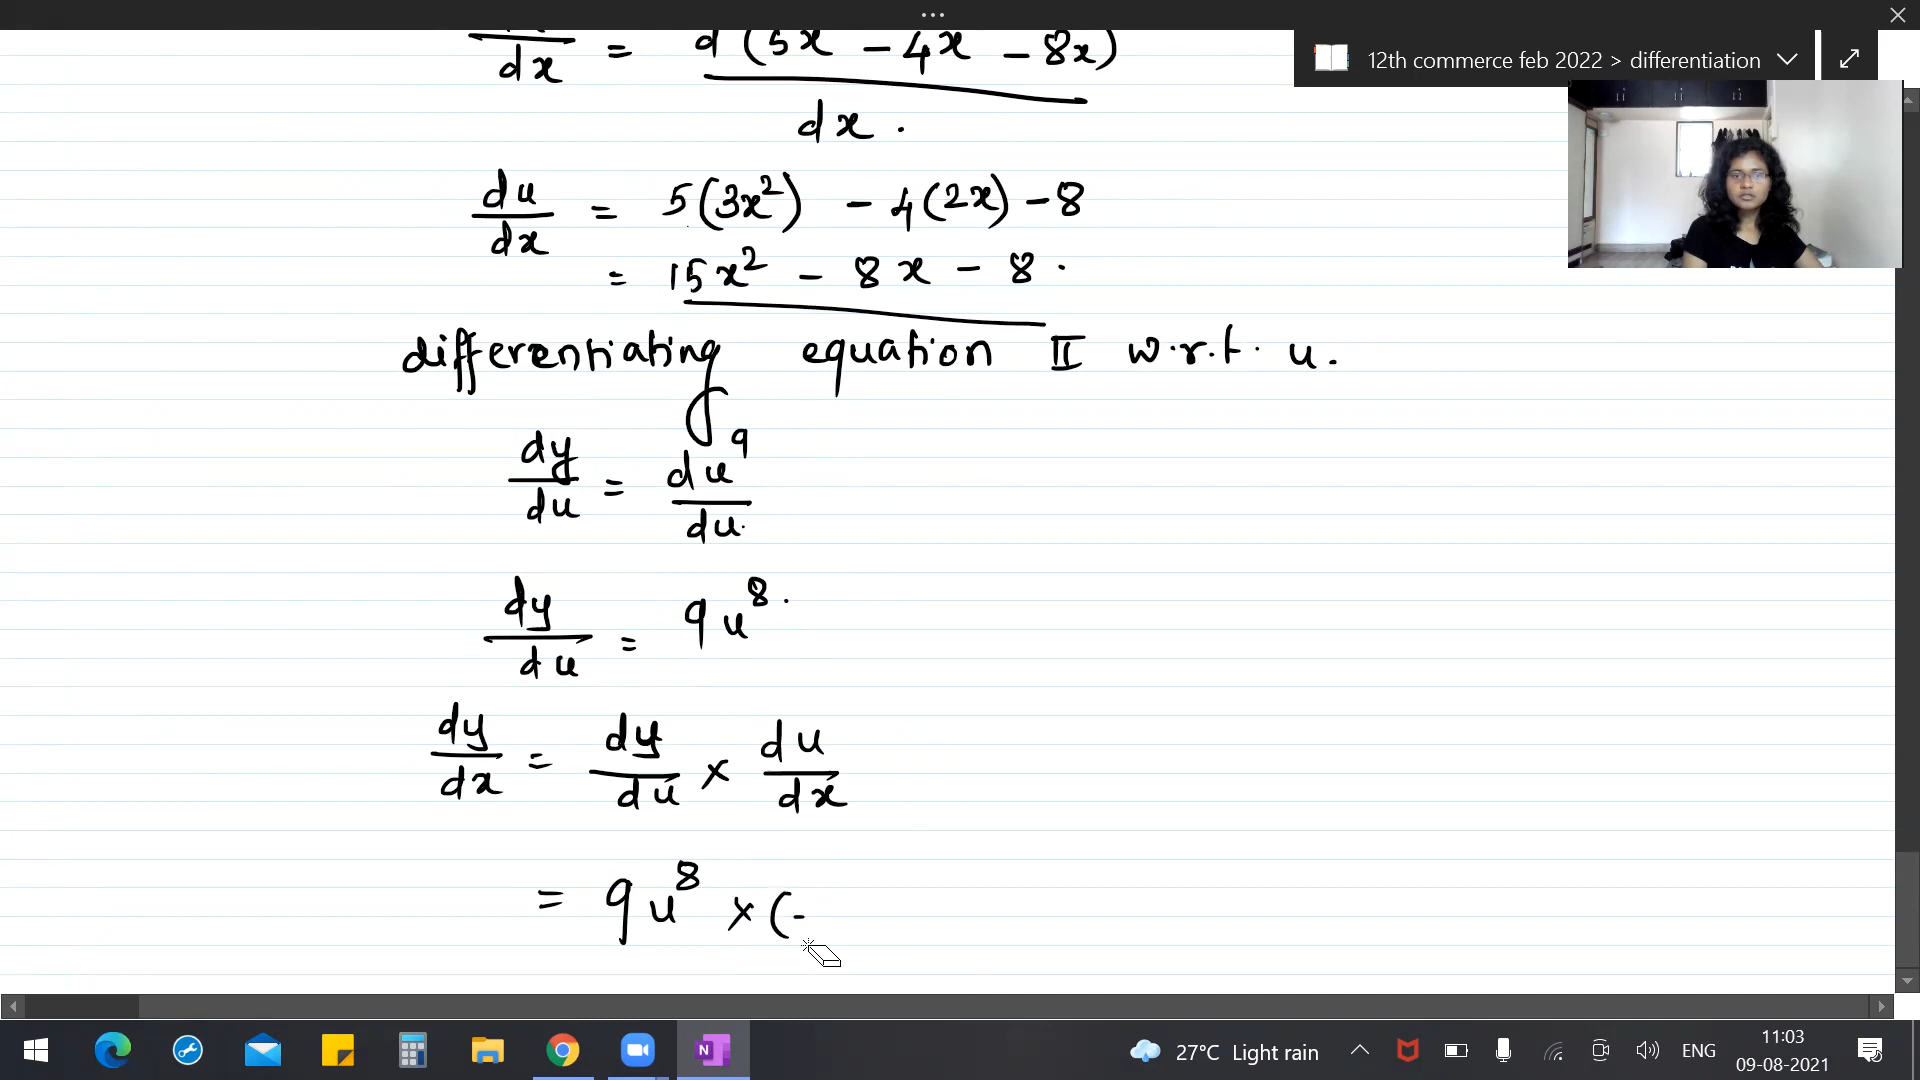 12th commerce feb 2022 > differentiation
dx = d(5x - 4x - 8x)
dx .
du/dx = 5(3x²) - 4(2x) - 8
= 15x² - 8x - 8 .
differentiating equation II w.r.t. u.
dy/du = du⁹/du.
dy/du = 9u⁸.
dy/dx = dy/du × du/dx
= 9u⁸ × (-
27°C Light rain
ENG
11:03
09-08-2021